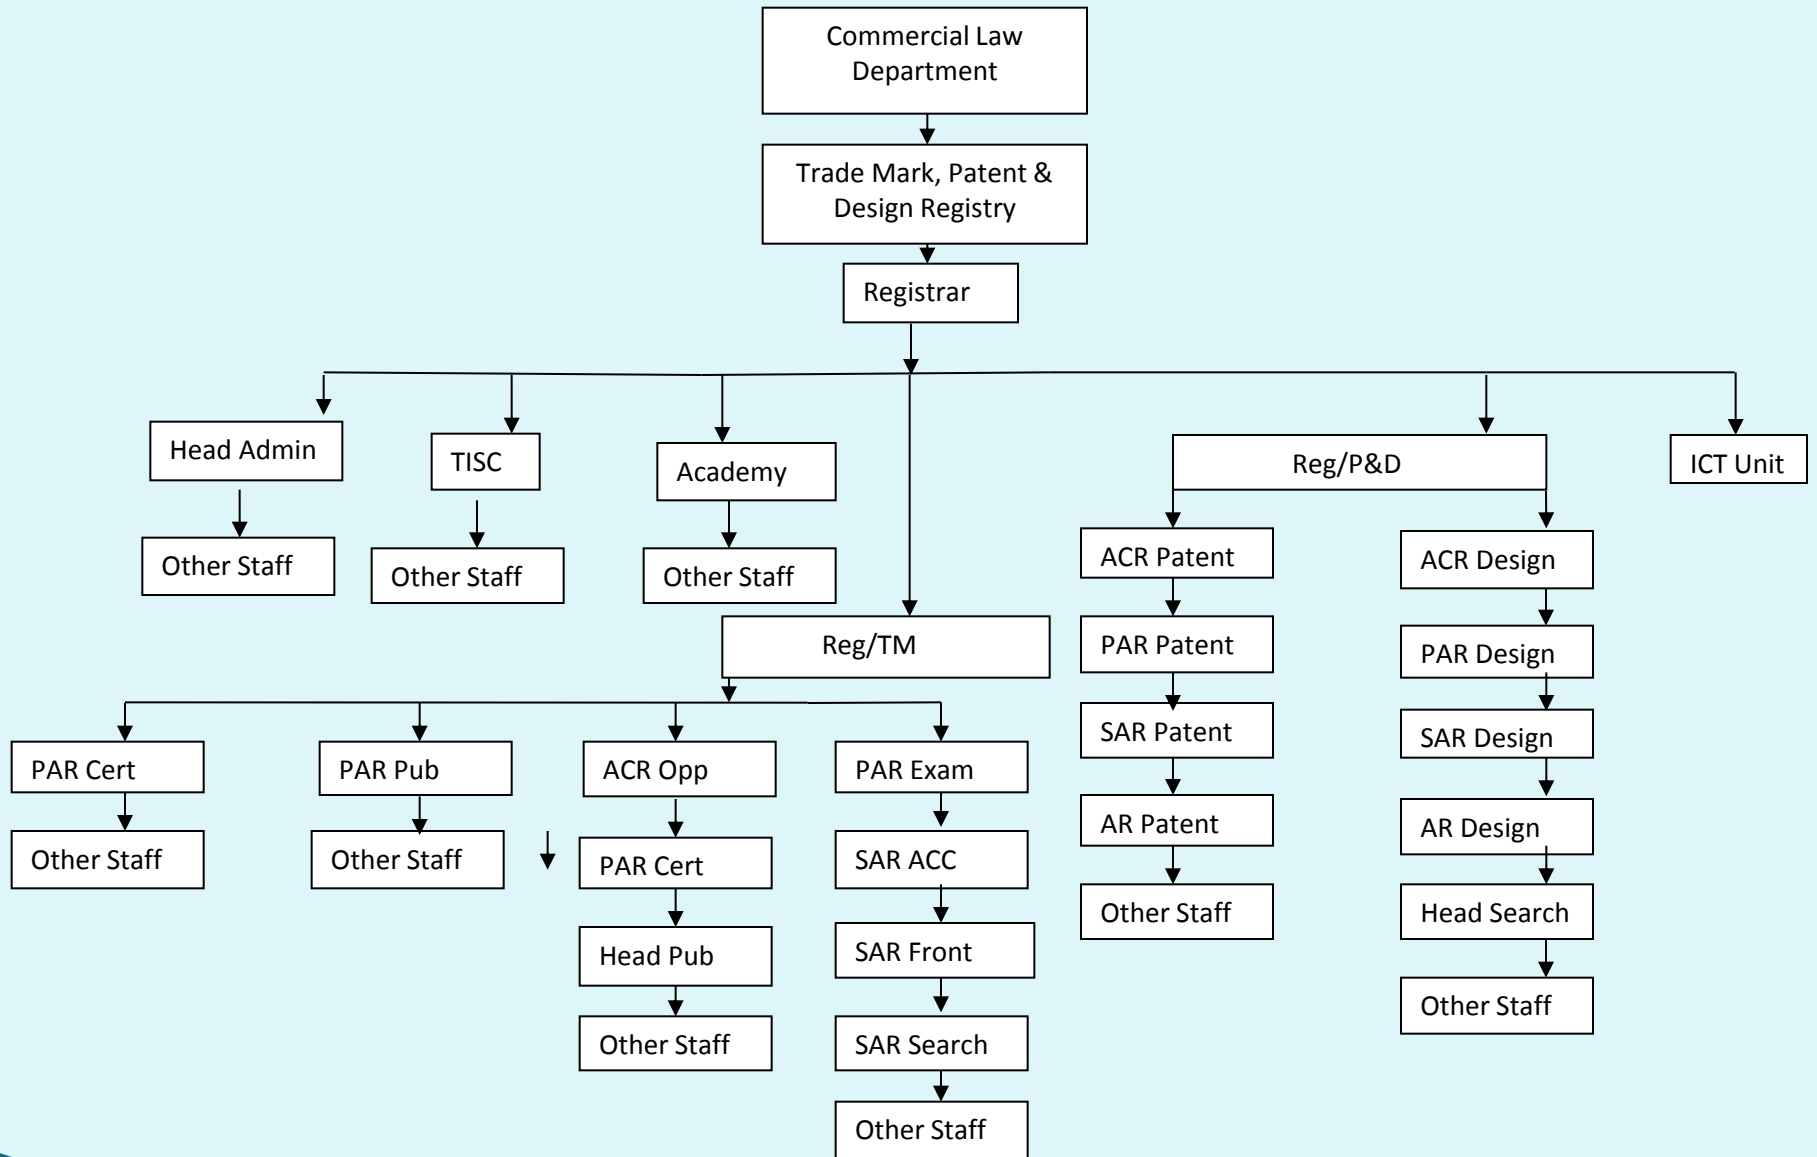 Commercial Law
Department
Trade Mark, Patent &
Design Registry
Registrar
Head Admin
TISC
Academy
Reg/P&D
ICT Unit
Other Staff
Other Staff
Other Staff
ACR Patent
ACR Design
Reg/TM
PAR Patent
PAR Design
SAR Patent
SAR Design
PAR Cert
PAR Pub
ACR Opp
PAR Exam
AR Patent
AR Design
Other Staff
Other Staff
PAR Cert
SAR ACC
Other Staff
Head Search
Head Pub
SAR Front
Other Staff
Other Staff
SAR Search
Other Staff